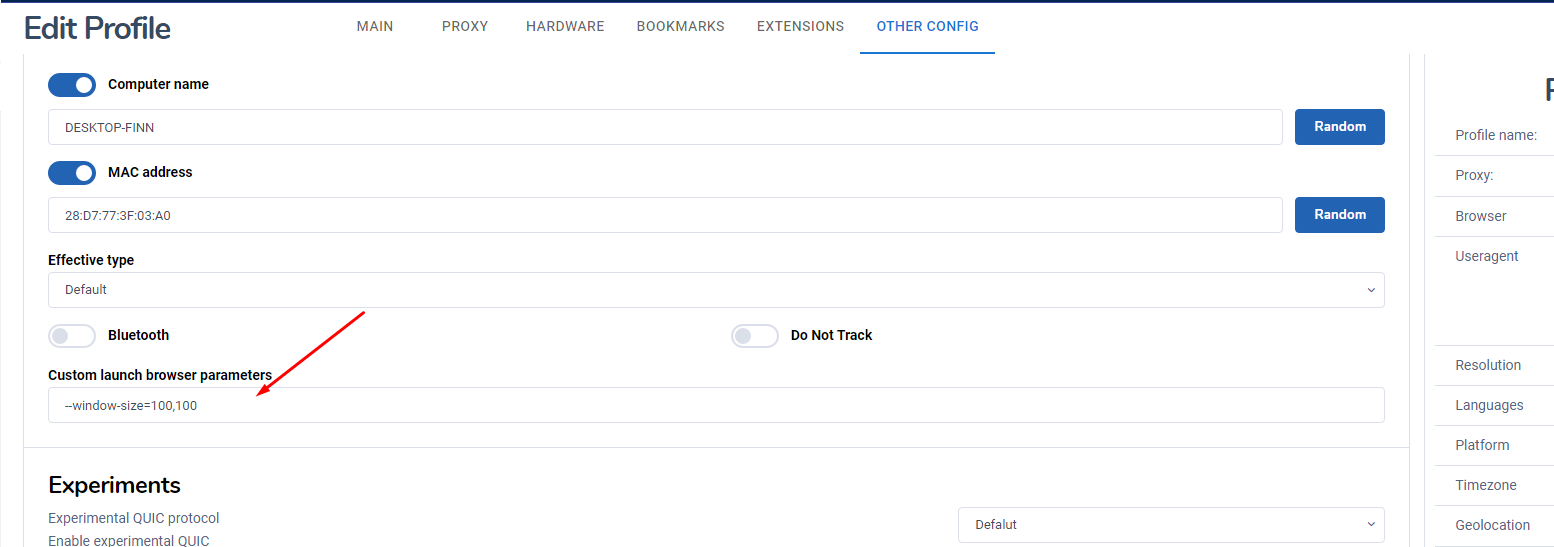 Edit Profile
MAIN
PROXY
HARDWARE
BOOKMARKS
EXTENSIONS
OTHER CONFIG
Computer name
DESKTOP-FINN
Random
MAC address
28:D7:77:3F:03:A0
Random
Effective type
Default
Bluetooth
Do Not Track
Custom launch browser parameters
--window-size=100,100
Experiments
Experimental QUIC protocol
Enable experimental QUIC
Defalut
Profile name:
Proxy:
Browser
Useragent
Resolution
Languages
Platform
Timezone
Geolocation